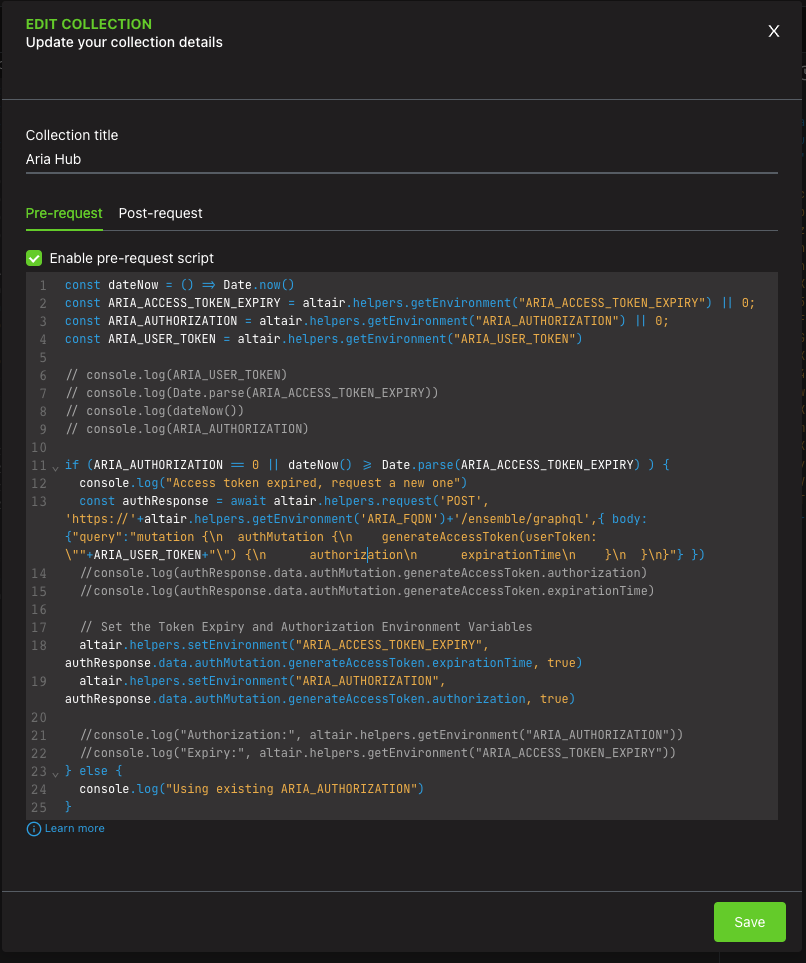 EDIT COLLECTION
Update your collection details
X
Collection title
Aria Hub
Pre-request Post-request
Enable pre-request script
1 const dateNow = () => Date.now()
2 const ARIA_ACCESS_TOKEN_EXPIRY = altair.helpers.getEnvironment("ARIA_ACCESS_TOKEN_EXPIRY") || 0;
3 const ARIA_AUTHORIZATION = altair.helpers.getEnvironment("ARIA_AUTHORIZATION") || 0;
4 const ARIA_USER_TOKEN = altair.helpers.getEnvironment("ARIA_USER_TOKEN")
5
6 // console.log(ARIA_USER_TOKEN)
7 // console.log(Date.parse(ARIA_ACCESS_TOKEN_EXPIRY))
8 // console.log(dateNow())
9 // console.log(ARIA_AUTHORIZATION)
10
11 if (ARIA_AUTHORIZATION == 0 || dateNow() >= Date.parse(ARIA_ACCESS_TOKEN_EXPIRY) ) {
12   console.log("Access token expired, request a new one")
13   const authResponse = await altair.helpers.request('POST',
'https://'+altair.helpers.getEnvironment('ARIA_FQDN')+'/ensemble/graphql',{ body:
{"query":"mutation {\n  authMutation {\n    generateAccessToken(userToken:
\""+ARIA_USER_TOKEN+"\") {\n      authorization\n      expirationTime\n    }\n  }\n}"} })
14   //console.log(authResponse.data.authMutation.generateAccessToken.authorization)
15   //console.log(authResponse.data.authMutation.generateAccessToken.expirationTime)
16
17   // Set the Token Expiry and Authorization Environment Variables
18   altair.helpers.setEnvironment("ARIA_ACCESS_TOKEN_EXPIRY",
authResponse.data.authMutation.generateAccessToken.expirationTime, true)
19   altair.helpers.setEnvironment("ARIA_AUTHORIZATION",
authResponse.data.authMutation.generateAccessToken.authorization, true)
20
21   //console.log("Authorization:", altair.helpers.getEnvironment("ARIA_AUTHORIZATION"))
22   //console.log("Expiry:", altair.helpers.getEnvironment("ARIA_ACCESS_TOKEN_EXPIRY"))
23 } else {
24   console.log("Using existing ARIA_AUTHORIZATION")
25 }
Learn more
Save